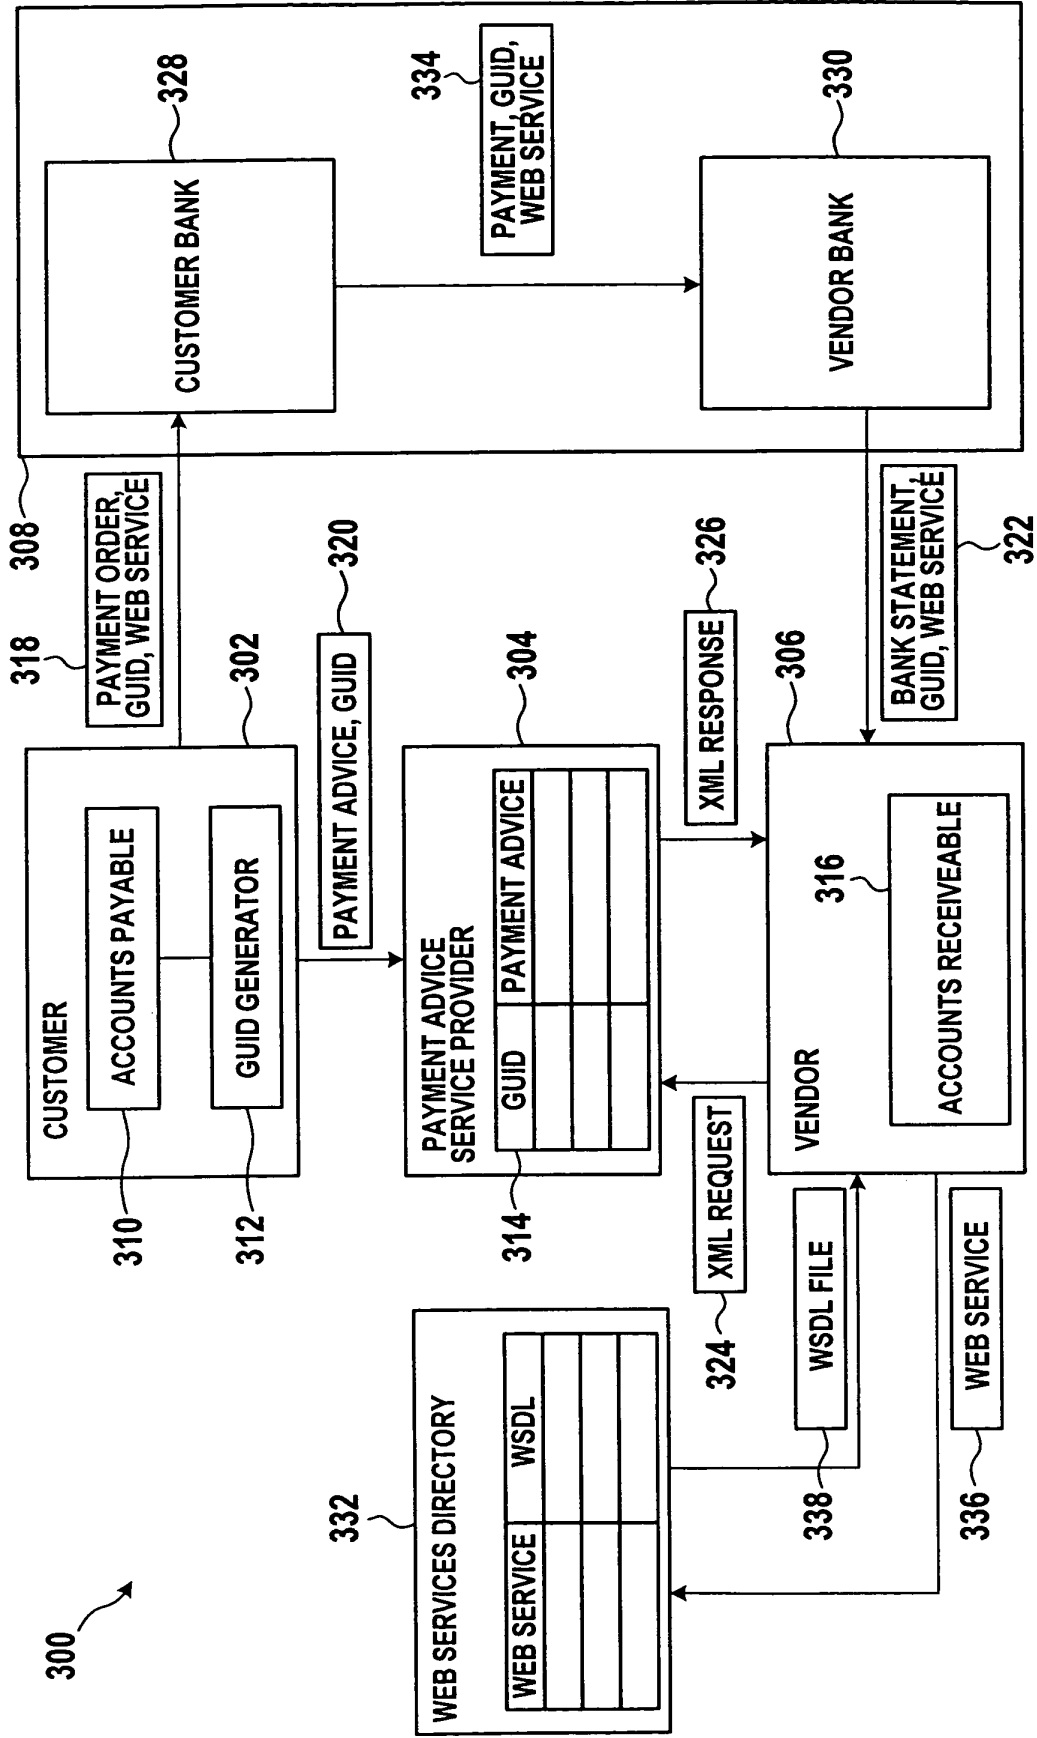 300
CUSTOMER
302
ACCOUNTS PAYABLE
310
GUID GENERATOR
312
318
PAYMENT ORDER,
GUID, WEB SERVICE
308
CUSTOMER BANK
328
PAYMENT ADVICE, GUID
320
334
PAYMENT, GUID,
WEB SERVICE
332
WEB SERVICES DIRECTORY
WEB SERVICE
WSDL
PAYMENT ADVICE
SERVICE PROVIDER
304
GUID
PAYMENT ADVICE
314
324
XML REQUEST
XML RESPONSE
326
VENDOR BANK
330
VENDOR
306
316
ACCOUNTS RECEIVEABLE
WSDL FILE
338
WEB SERVICE
336
BANK STATEMENT,
GUID, WEB SERVICE
322